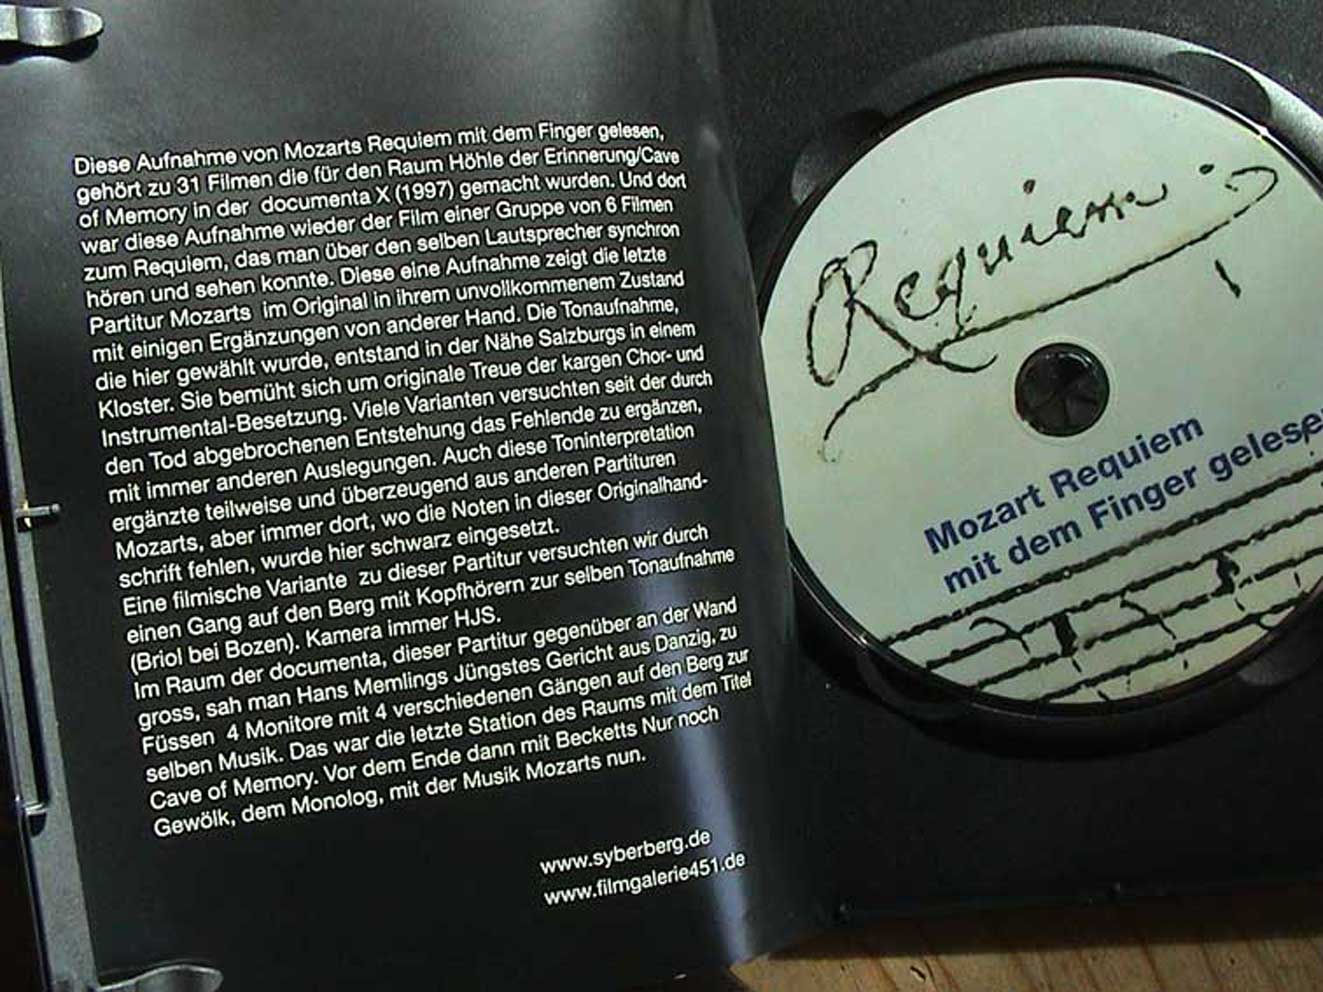 Diese Aufnahme von Mozarts Requiem mit dem Finger gelesen,
gehört zu 31 Filmen die für den Raum Höhle der Erinnerung/Cave
of Memory in der documenta X (1997) gemacht wurden. Und dort
war diese Aufnahme wieder der Film einer Gruppe von 6 Filmen
zum Requiem, das man über den selben Lautsprecher synchron
hören und sehen konnte. Diese eine Aufnahme zeigt die letzte
Partitur Mozarts im Original in ihrem unvollkommenem Zustand
mit einigen Ergänzungen von anderer Hand. Die Tonaufnahme,
die hier gewählt wurde, entstand in der Nähe Salzburgs in einem
Kloster. Sie bemüht sich um originale Treue der kargen Chor- und
Instrumental-Besetzung. Viele Varianten versuchten seit der durch
den Tod abgebrochenen Entstehung das Fehlende zu ergänzen,
mit immer anderen Auslegungen. Auch diese Toninterpretation
ergänzte teilweise und überzeugend aus anderen Partituren
Mozarts, aber immer dort, wo die Noten in dieser Originalhand-
schrift fehlen, wurde hier schwarz eingesetzt.
Eine filmische Variante zu dieser Partitur versuchten wir durch
einen Gang auf den Berg mit Kopfhörern zur selben Tonaufnahme
(Briol bei Bozen). Kamera immer HJS.
Im Raum der documenta, dieser Partitur gegenüber an der Wand
gross, sah man Hans Memlings Jüngstes Gericht aus Danzig, zu
Füssen 4 Monitore mit 4 verschiedenen Gängen auf den Berg zur
selben Musik. Das war die letzte Station des Raums mit dem Titel
Cave of Memory. Vor dem Ende dann mit Becketts Nur noch
Gewölk, dem Monolog, mit der Musik Mozarts nun.
www.syberberg.de
www.filmgalerie451.de
Requiem
Mozart Requiem
mit dem Finger gelesen